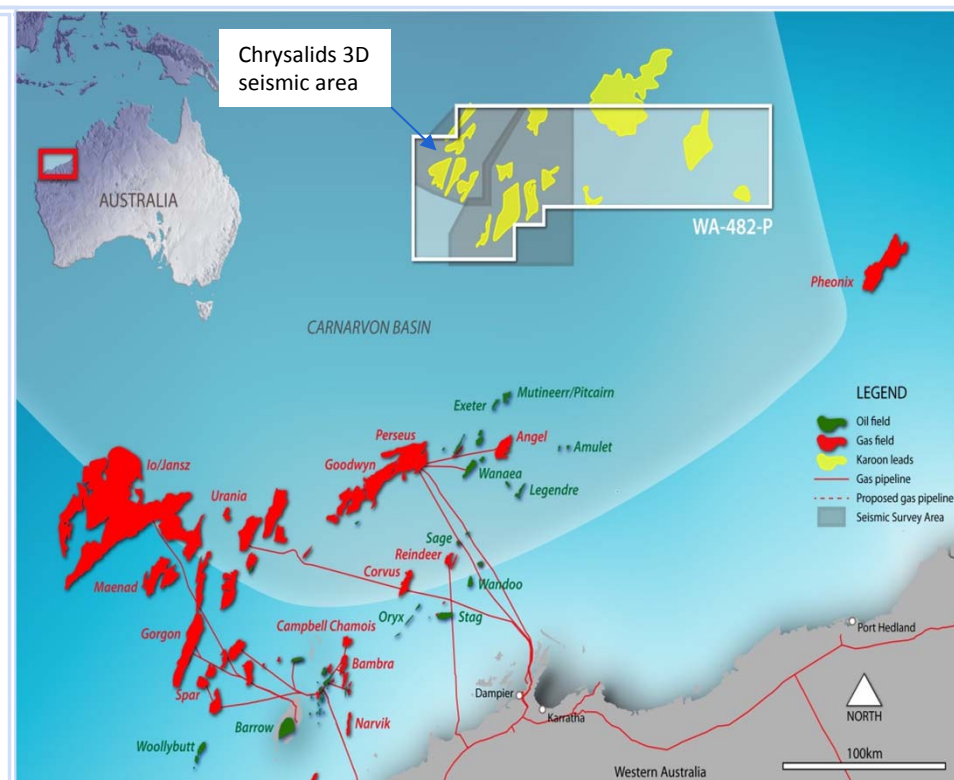 Chrysalids 3D
seismic area
AUSTRALIA
WA-482-P
Pheonix
CARNARVON BASIN
Mutineerr/Pitcairn
Exeter
Perseus
Angel
Amulet
Goodwyn
Wanaea
Legendre
Io/Jansz
Urania
Sage
Reindeer
Corvus
Wandoo
Maenad
Oryx
Stag
Gorgon
Campbell Chamois
Bambra
Spar
Barrow
Narvik
Woollybutt
Dampier
Karratha
Port Hedland
Western Australia
LEGEND
Oil field
Gas field
Karoon leads
Gas pipeline
Proposed gas pipeline
Seismic Survey Area
NORTH
100km